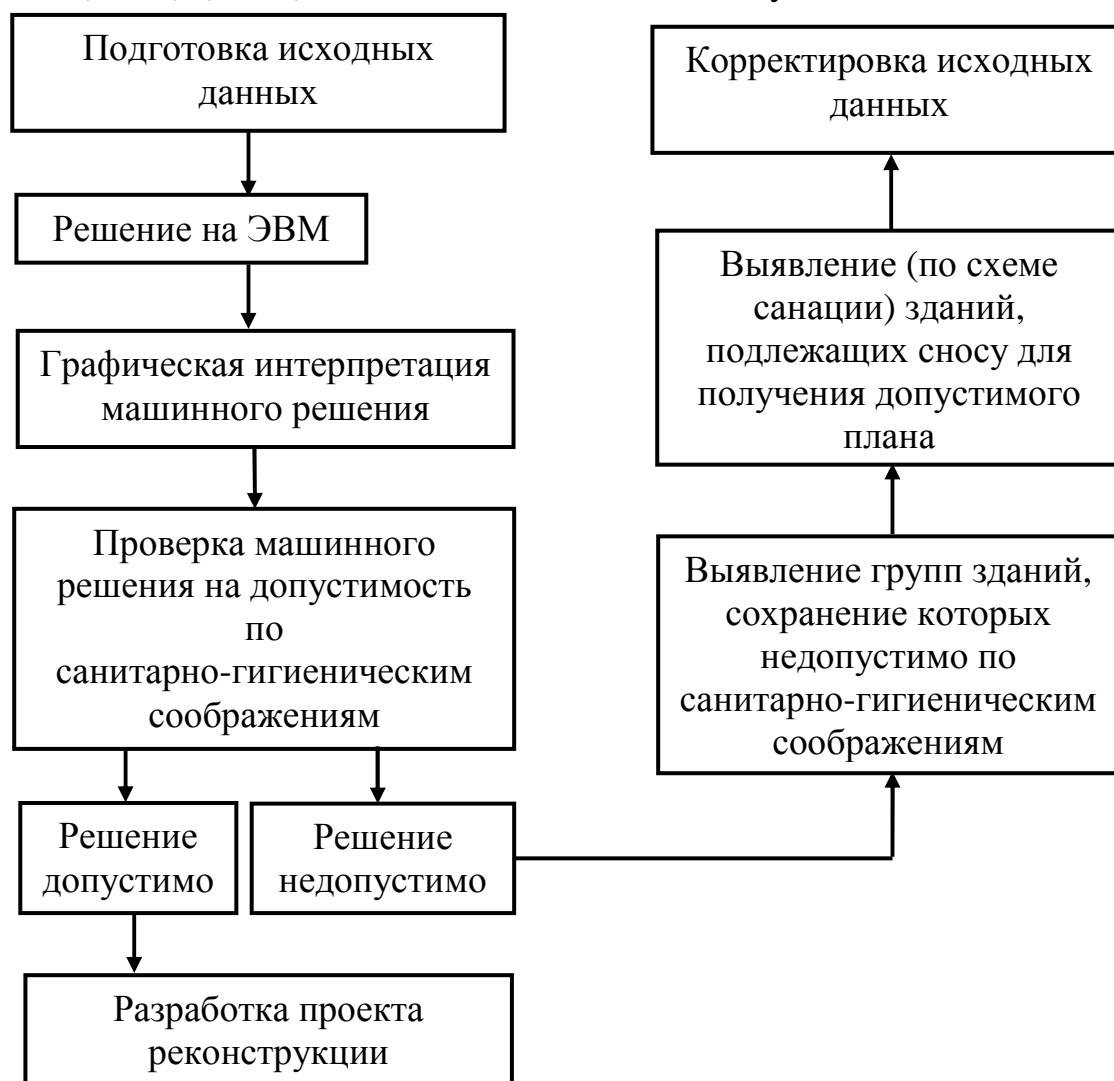 Подготовка исходных
данных
Решение на ЭВМ
Графическая интерпретация
машинного решения
Проверка машинного
решения на допустимость
по
санитарно-гигиеническим
соображениям
Решение
допустимо
Решение
недопустимо
Разработка проекта
реконструкции
Корректировка исходных
данных
Выявление (по схеме
санации) зданий,
подлежащих сносу для
получения допустимого
плана
Выявление групп зданий,
сохранение которых
недопустимо по
санитарно-гигиеническим
соображениям